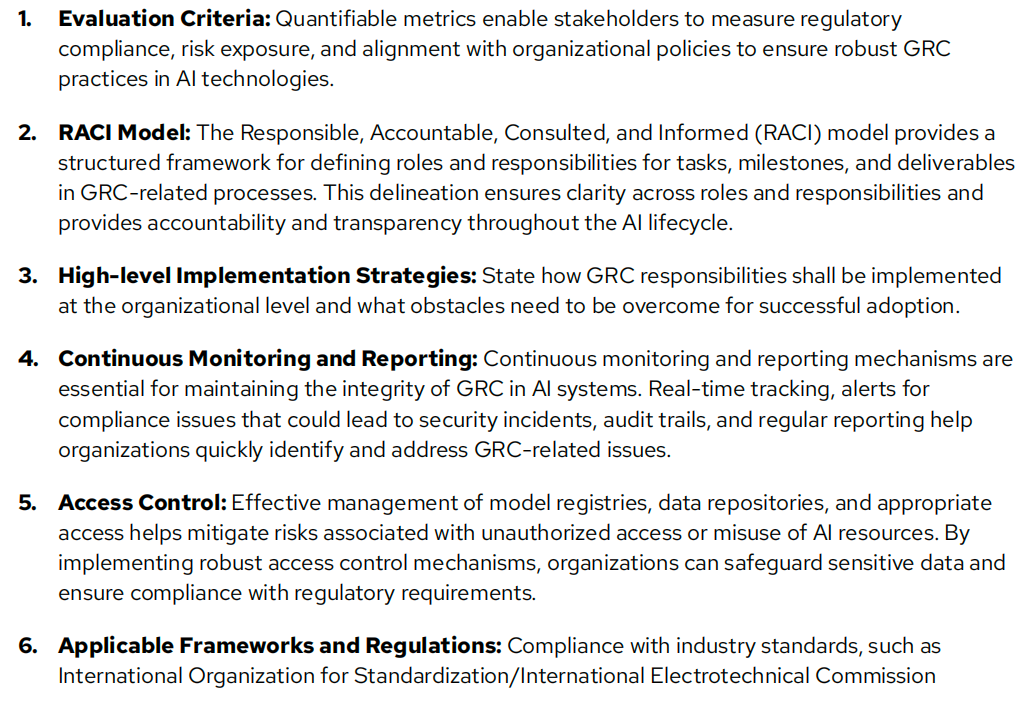 1. Evaluation Criteria: Quantifiable metrics enable stakeholders to measure regulatory
compliance, risk exposure, and alignment with organizational policies to ensure robust GRC
practices in AI technologies.
2. RACI Model: The Responsible, Accountable, Consulted, and Informed (RACI) model provides a
structured framework for defining roles and responsibilities for tasks, milestones, and deliverables
in GRC-related processes. This delineation ensures clarity across roles and responsibilities and
provides accountability and transparency throughout the AI lifecycle.
3. High-level Implementation Strategies: State how GRC responsibilities shall be implemented
at the organizational level and what obstacles need to be overcome for successful adoption.
4. Continuous Monitoring and Reporting: Continuous monitoring and reporting mechanisms are
essential for maintaining the integrity of GRC in AI systems. Real-time tracking, alerts for
compliance issues that could lead to security incidents, audit trails, and regular reporting help
organizations quickly identify and address GRC-related issues.
5. Access Control: Effective management of model registries, data repositories, and appropriate
access helps mitigate risks associated with unauthorized access or misuse of AI resources. By
implementing robust access control mechanisms, organizations can safeguard sensitive data and
ensure compliance with regulatory requirements.
6. Applicable Frameworks and Regulations: Compliance with industry standards, such as
International Organization for Standardization/International Electrotechnical Commission